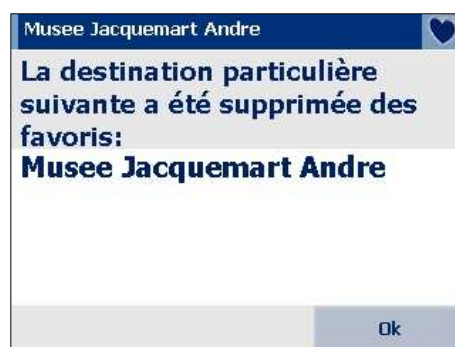 Musee Jacquemart Andre
La destination particulière
suivante a été supprimée des
favoris:
Musee Jacquemart Andre
Ok